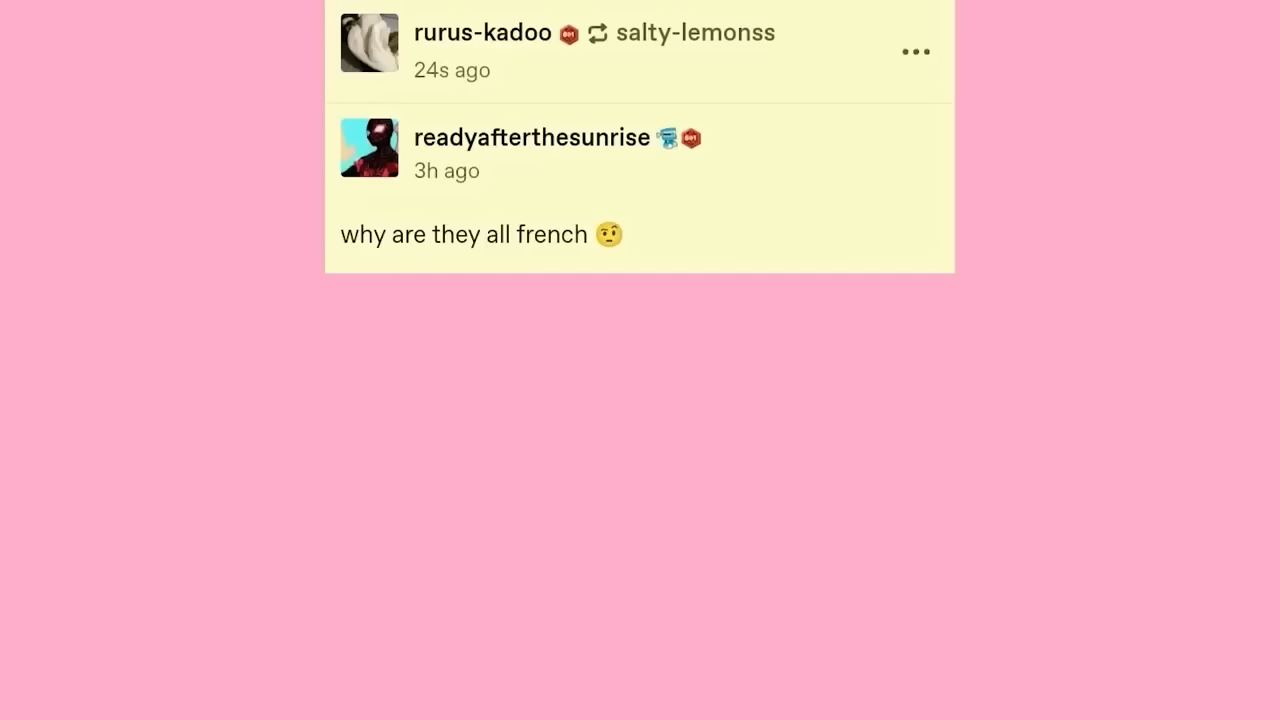 rurus-kadoo salty-lemonss
24s ago
readyafterthesunrise
3h ago
why are they all french 🤨